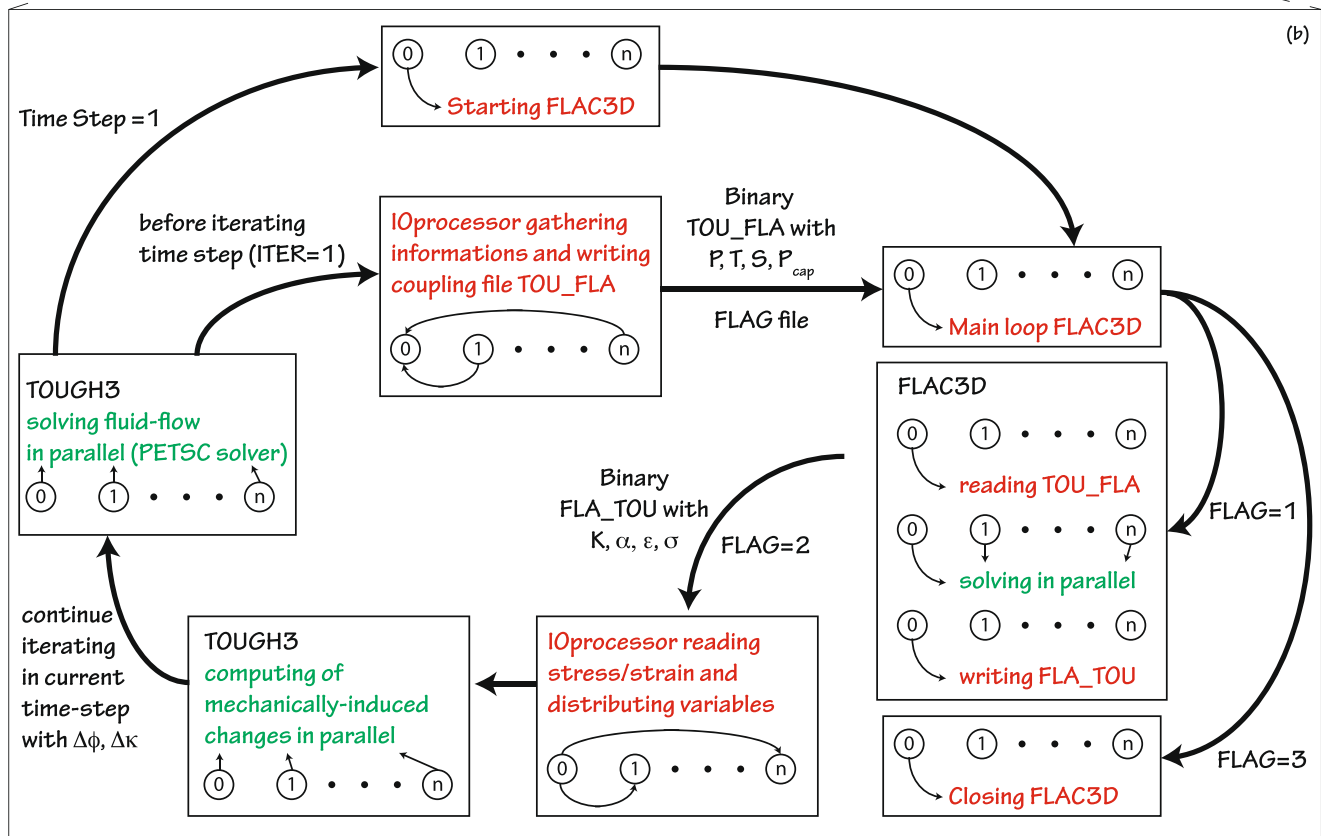 (b)
0 1 • • • n
Starting FLAC3D
Time Step =1
before iterating
time step (ITER=1)
IOprocessor gathering
informations and writing
coupling file TOU_FLA
0 1 • • • n
Binary
TOU_FLA with
P, T, S, Pcap
FLAG file
0 1 • • • n
Main loop FLAC3D
TOUGH3
solving fluid-flow
in parallel (PETSC solver)
0 1 • • • n
FLAC3D
0 1 • • • n
reading TOU_FLA
0 1 • • • n
solving in parallel
0 1 • • • n
writing FLA_TOU
FLAG=1
Binary
FLA_TOU with
K, α, ε, σ
FLAG=2
continue
iterating
in current
time-step
with Δϕ, Δκ
TOUGH3
computing of
mechanically-induced
changes in parallel
0 1 • • • n
IOprocessor reading
stress/strain and
distributing variables
0 1 • • • n
0 1 • • • n
Closing FLAC3D
FLAG=3